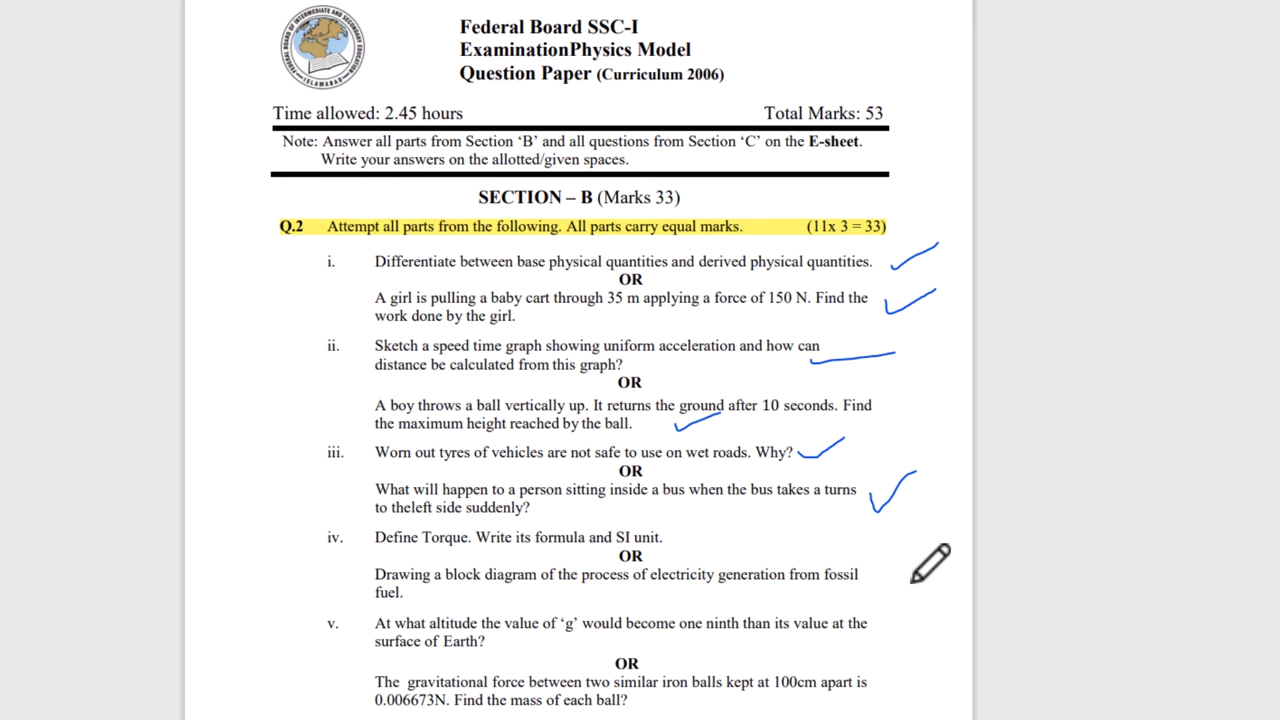 BOARD OF INTERMEDIATE AND SECONDARY EDUCATION
FEDERAL
ISLAMABAD
Federal Board SSC-I
ExaminationPhysics Model
Question Paper (Curriculum 2006)
Time allowed: 2.45 hours Total Marks: 53
Note: Answer all parts from Section ‘B’ and all questions from Section ‘C’ on the E-sheet.
Write your answers on the allotted/given spaces.
SECTION – B (Marks 33)
Q.2 Attempt all parts from the following. All parts carry equal marks. (11x 3 = 33)
i. Differentiate between base physical quantities and derived physical quantities.
OR
A girl is pulling a baby cart through 35 m applying a force of 150 N. Find the
work done by the girl.
ii. Sketch a speed time graph showing uniform acceleration and how can
distance be calculated from this graph?
OR
A boy throws a ball vertically up. It returns the ground after 10 seconds. Find
the maximum height reached by the ball.
iii. Worn out tyres of vehicles are not safe to use on wet roads. Why?
OR
What will happen to a person sitting inside a bus when the bus takes a turns
to theleft side suddenly?
iv. Define Torque. Write its formula and SI unit.
OR
Drawing a block diagram of the process of electricity generation from fossil
fuel.
v. At what altitude the value of ‘g’ would become one ninth than its value at the
surface of Earth?
OR
The gravitational force between two similar iron balls kept at 100cm apart is
0.006673N. Find the mass of each ball?